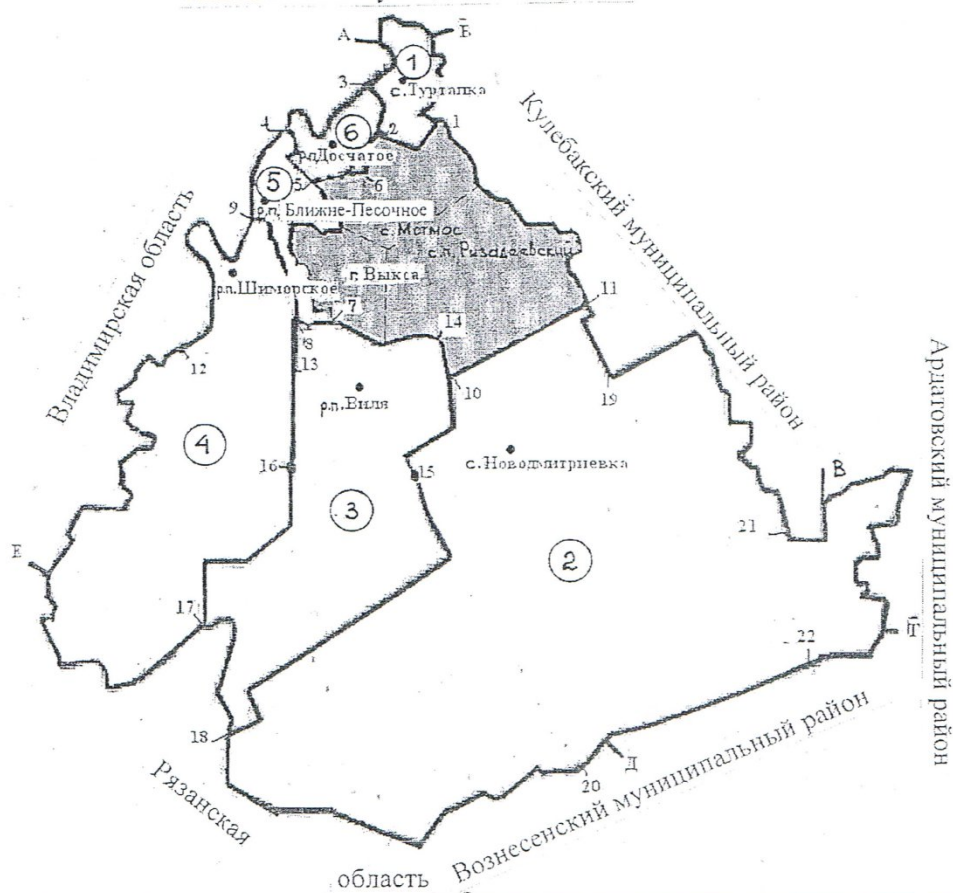 А
Б
1
3
с.Туртапка
Кулебакский муниципальный район
4
6
2
1
р.п.Досчатое
5
5
6
9
р.п. Ближне-Песочное
с.Мотмос
с.п. Ризадеевский
Владимирская область
г. Выкса
р.п.Шиморское
7
11
14
8
12
13
10
19
р.п.Виля
Ардатовский муниципальный район
4
16
15
с.Новодмитриевка
В
3
21
2
Е
17
22
18
Д
20
Рязанская
область
Вознесенский муниципальный район